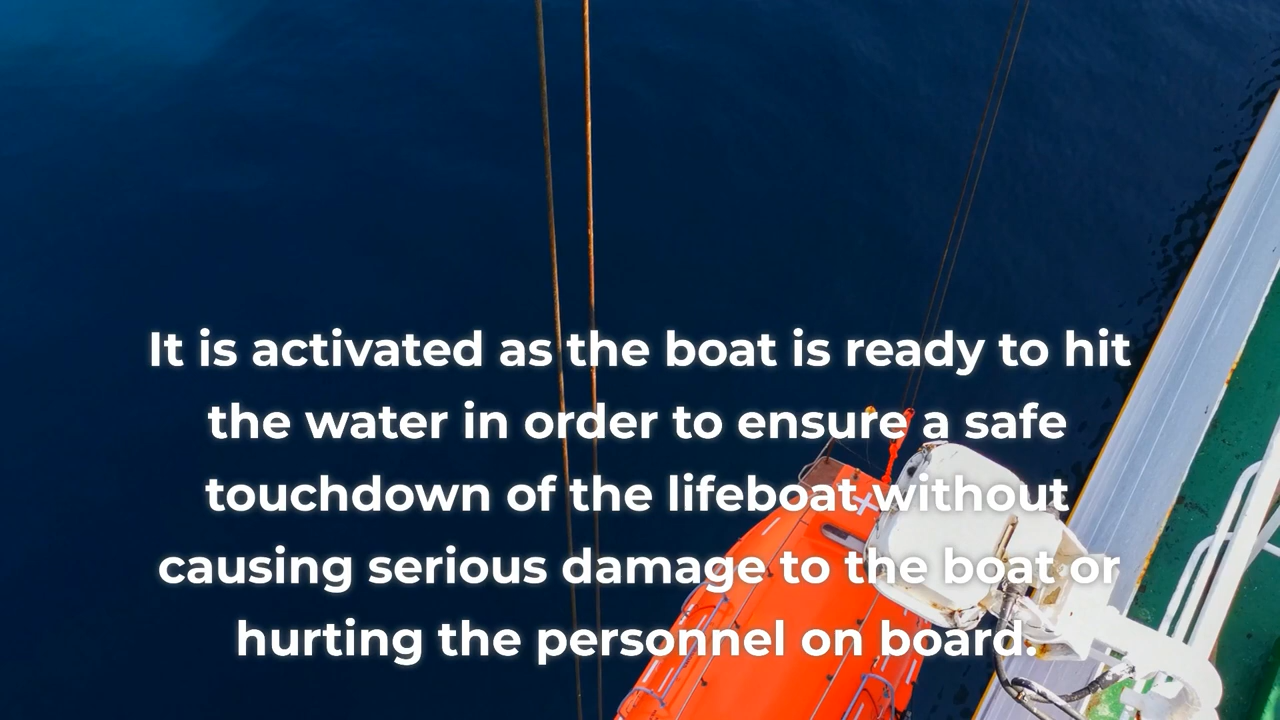 It is activated as the boat is ready to hit
the water in order to ensure a safe
touchdown of the lifeboat without
causing serious damage to the boat or
hurting the personnel on board.